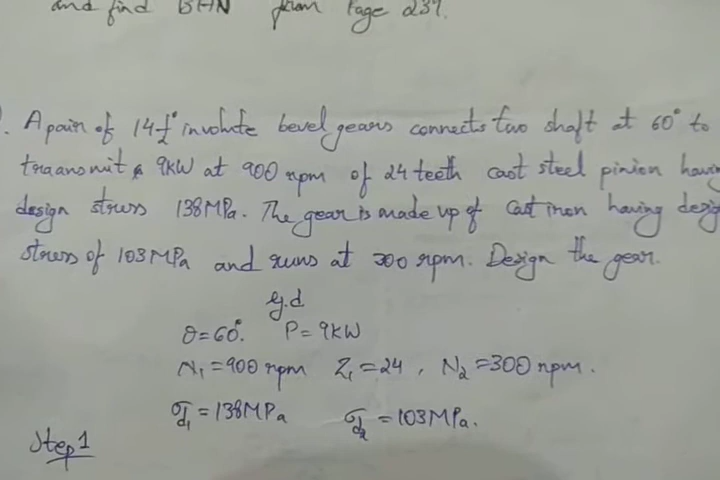 and find BHN from Page 237.
. A pair of 14½° involute bevel gears connects two shaft at 60° to
traansmit 9kW at 900 rpm of 24 teeth cast steel pinion having
design stress 138MPa. The gear is made up of Cast iron having desig
stress of 103 MPa and runs at 300 rpm. Design the gear.
θ=60°. P=9kW
N₁=900 rpm Z₁=24, N₂=300 rpm.
σd₁=138MPa σd₂=103MPa.
Step 1